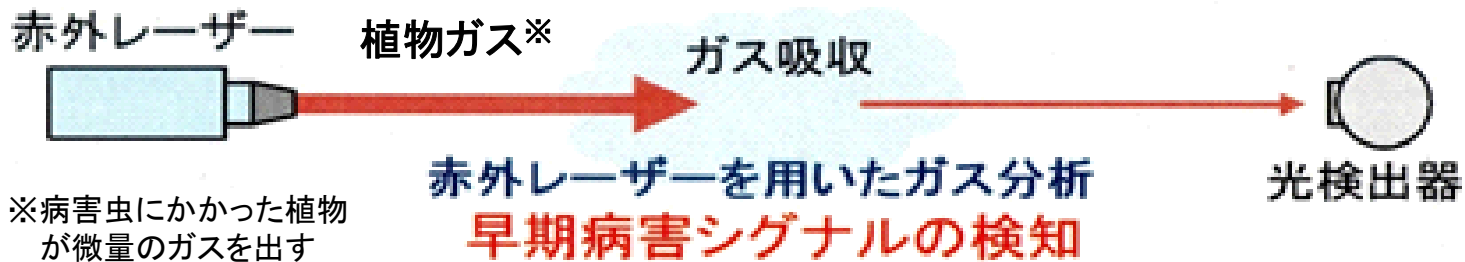 赤外レーザー
植物ガス※
ガス吸収
赤外レーザーを用いたガス分析
光検出器
※病害虫にかかった植物
が微量のガスを出す
早期病害シグナルの検知